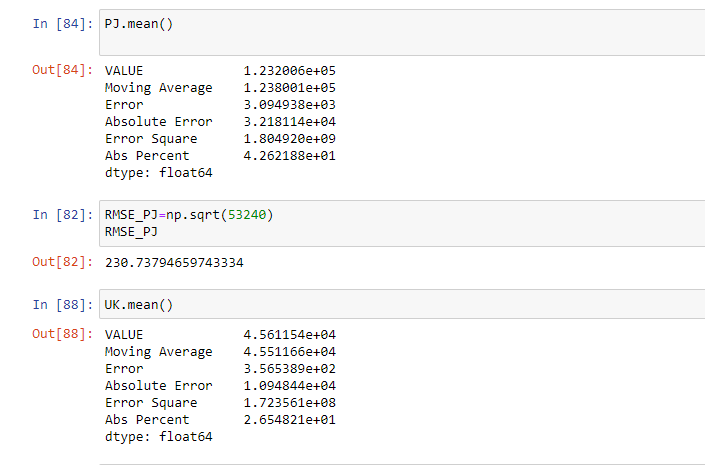 In [84]: PJ.mean()
Out[84]: VALUE 1.232006e+05
Moving Average 1.238001e+05
Error 3.094938e+03
Absolute Error 3.218114e+04
Error Square 1.804920e+09
Abs Percent 4.262188e+01
dtype: float64
In [82]: RMSE_PJ=np.sqrt(53240)
RMSE_PJ
Out[82]: 230.73794659743334
In [88]: UK.mean()
Out[88]: VALUE 4.561154e+04
Moving Average 4.551166e+04
Error 3.565389e+02
Absolute Error 1.094844e+04
Error Square 1.723561e+08
Abs Percent 2.654821e+01
dtype: float64